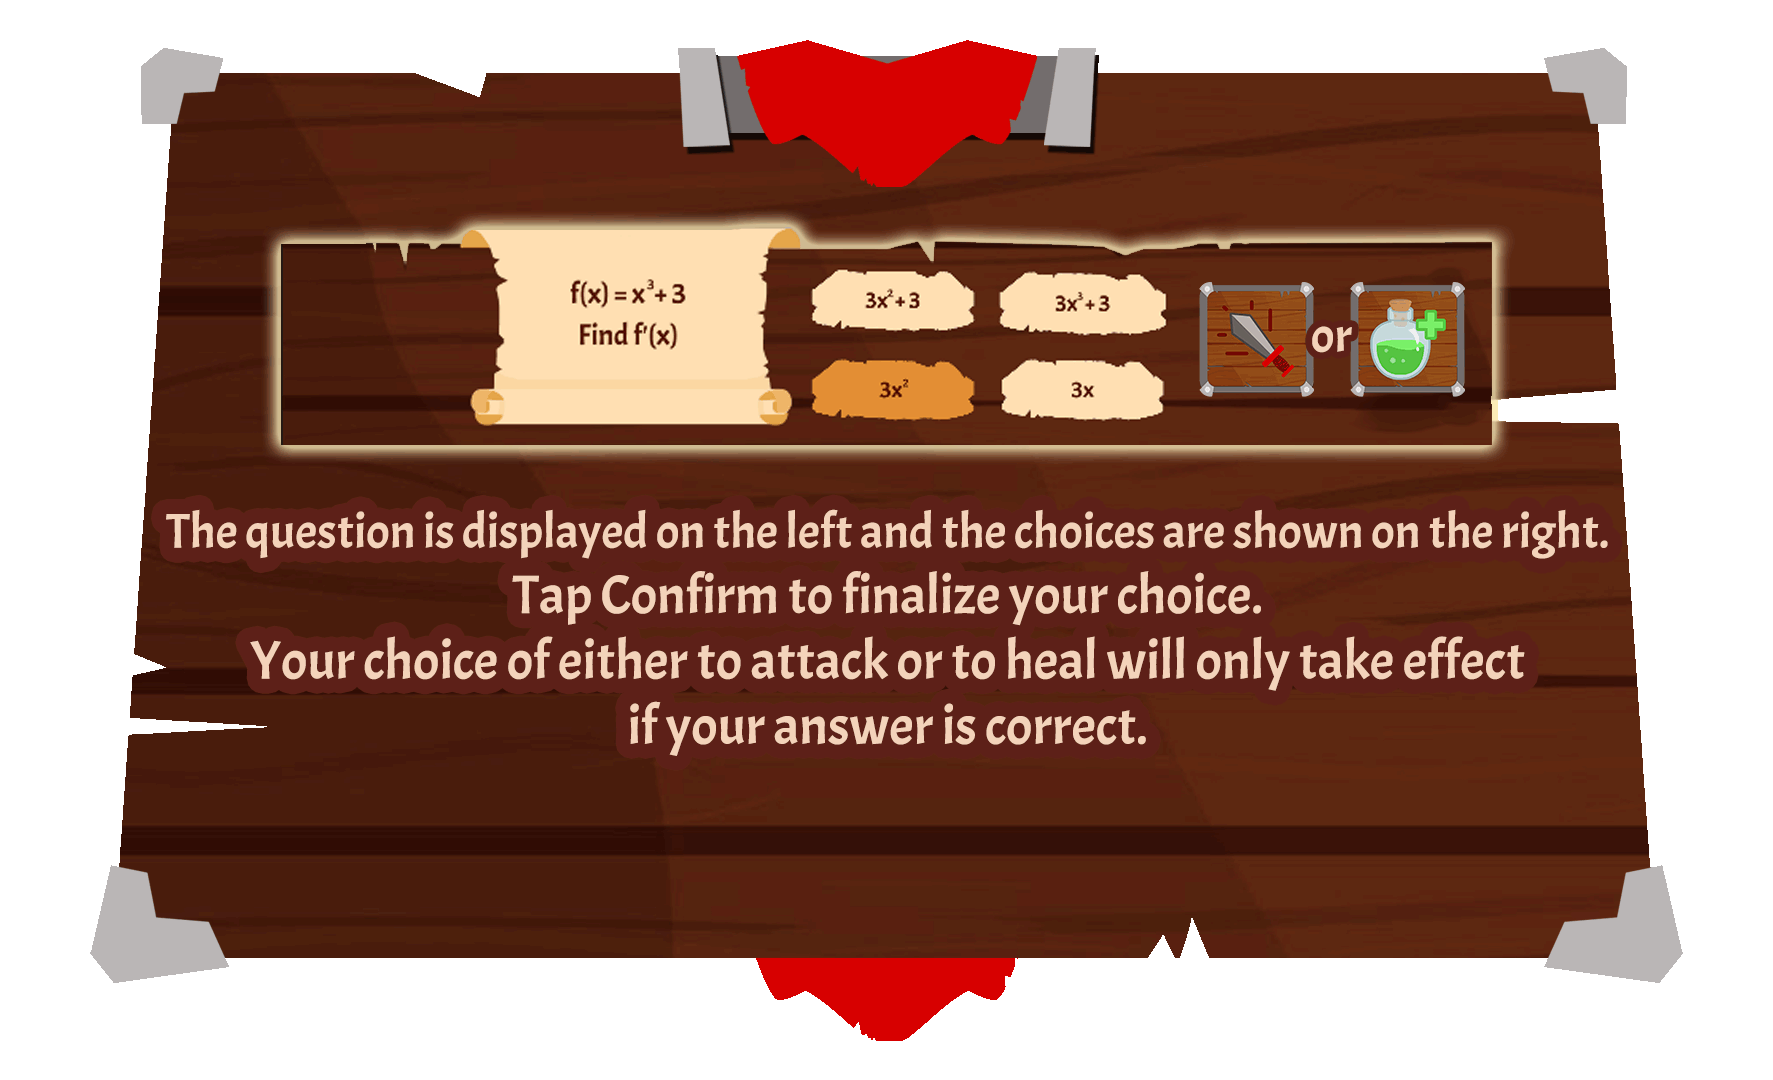 f(x) = x³+ 3
Find f'(x)
3x²+ 3
3x³+ 3
3x²
3x
or
The question is displayed on the left and the choices are shown on the right.
Tap Confirm to finalize your choice.
Your choice of either to attack or to heal will only take effect
if your answer is correct.